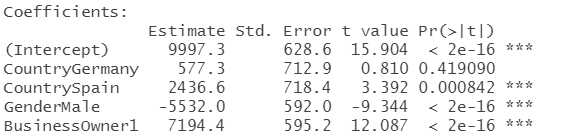 Coefficients:
Estimate Std. Error t value Pr(>|t|)
(Intercept) 9997.3 628.6 15.904 < 2e-16 ***
CountryGermany 577.3 712.9 0.810 0.419090
CountrySpain 2436.6 718.4 3.392 0.000842 ***
GenderMale -5532.0 592.0 -9.344 < 2e-16 ***
BusinessOwner1 7194.4 595.2 12.087 < 2e-16 ***